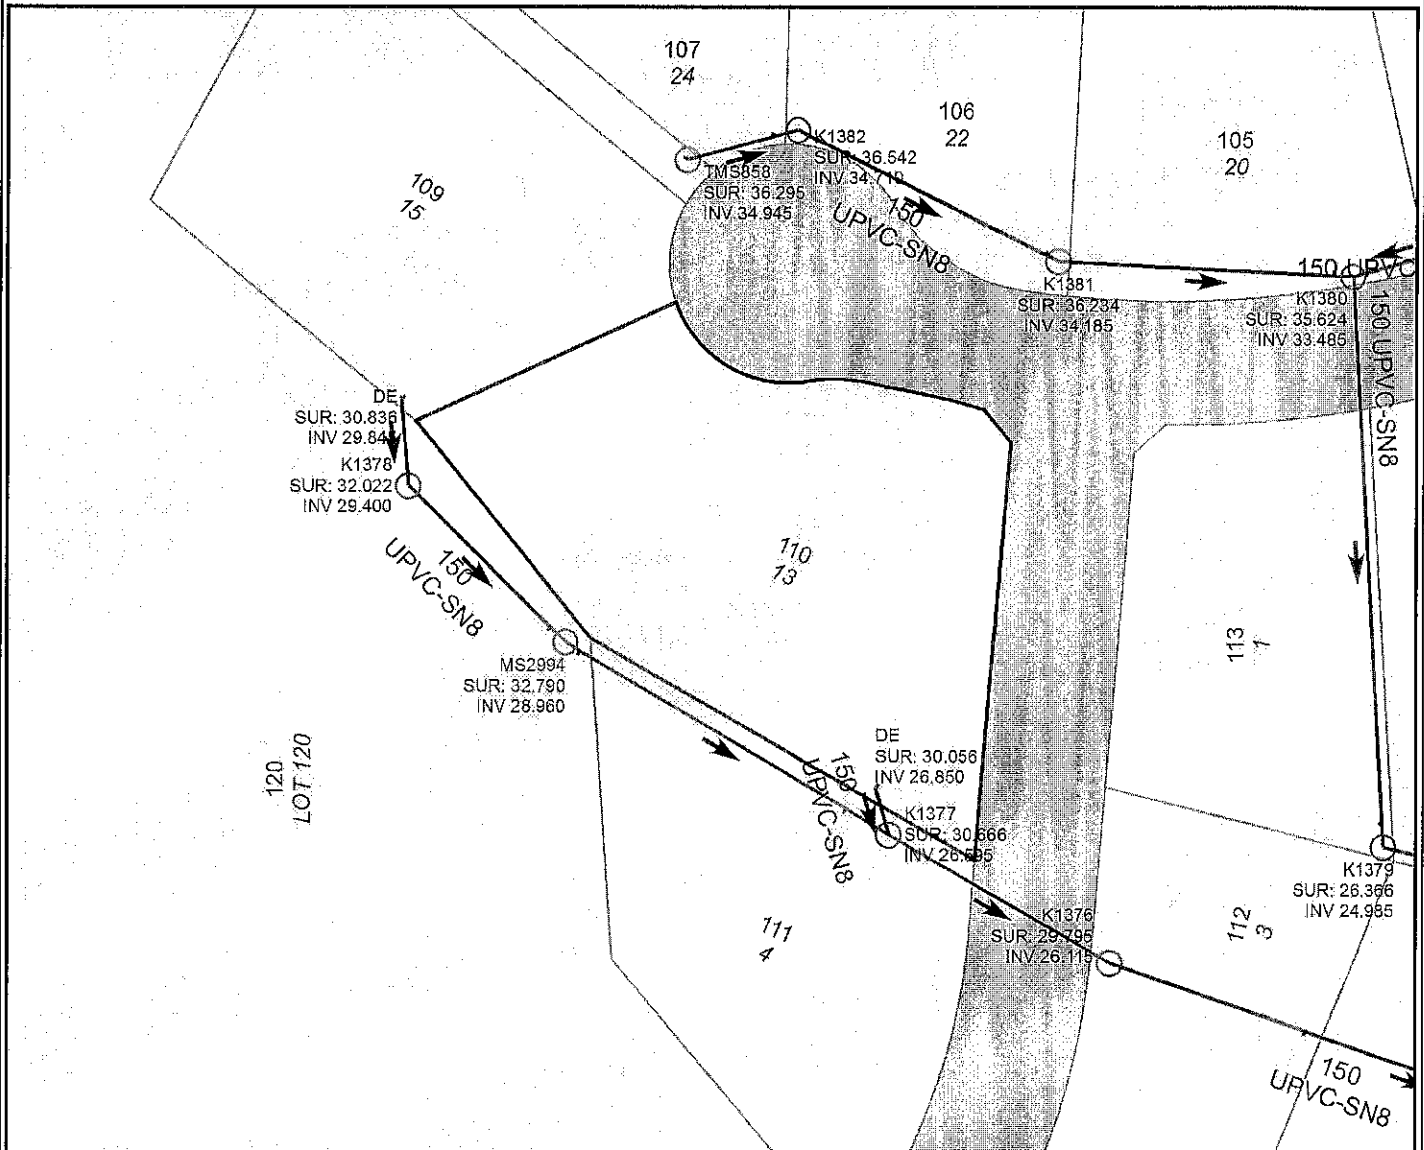 107
24
106
22
105
20
109
15
K1382
SUR: 36.542
INV 34.710
TMS858
SUR: 36.295
INV 34.945
150
UPVC-SN8
150 UPVC
K1381
SUR: 36.234
INV 34.185
K1380
SUR: 35.624
INV 33.485
150 UPVC-SN8
DE
SUR: 30.836
K1378
SUR: 32.022
INV 29.400
150
UPVC-SN8
110
13
113
1
MS2994
SUR: 32.790
INV 28.960
120
LOT 120
DE
SUR: 30.056
INV 26.850
150
UPVC-SN8
K1377
SUR: 30.666
INV 26.595
K1379
SUR: 26.366
INV 24.985
K1376
SUR: 29.795
INV 26.115
111
4
112
3
150
UPVC-SN8